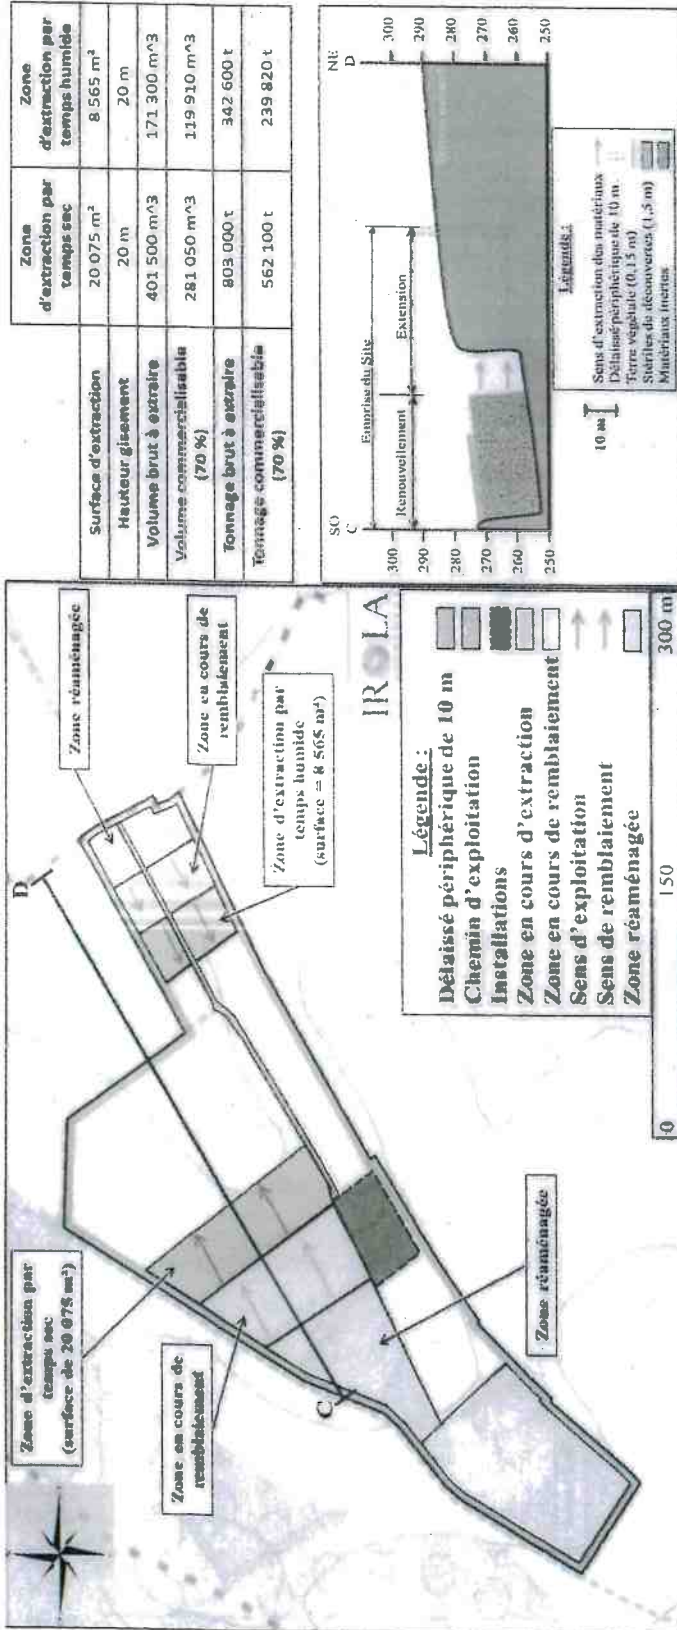 Zone d'extraction par
temps sec
(surface de 20 075 m²)
Zone en cours de
remblaiement
C
D
Zone réaménagée
Zone en cours de
remblaiement
Zone d'extraction par
temps humide
(surface = 8 565 m²)
Zone réaménagée
Légende :
Délaissé périphérique de 10 m
Chemin d'exploitation
Installations
Zone en cours d'extraction
Zone en cours de remblaiement
Sens d'exploitation
Sens de remblaiement
Zone réaménagée
0 150 300 m
Zone d'extraction par temps sec
Zone d'extraction par temps humide
Surface d'extraction 20 075 m² 8 565 m²
Hauteur gisement 20 m 20 m
Volume brut à extraire 401 500 m^3 171 300 m^3
Volume commercialisable (70 %) 281 050 m^3 119 910 m^3
Tonnage brut à extraire 803 000 t 342 600 t
Tonnage commercialisable (70 %) 562 100 t 239 820 t
SO
C
NE
D
Emprise du Site
Renouvellement
Extension
300
290
280
270
260
250
300
290
280
270
260
250
10 m
Légende :
Sens d'extraction des matériaux
Délaissé périphérique de 10 m.
Terre végétale (0,15 m)
Stériles de découvertes (1,5 m)
Matériaux inertes